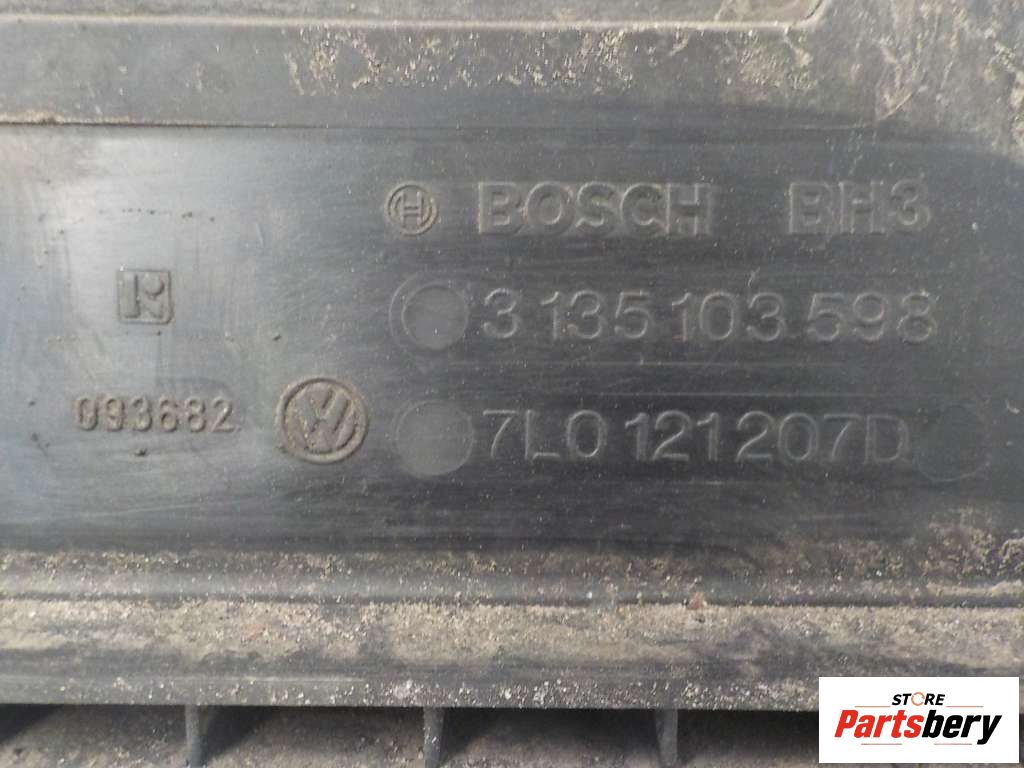 BOSCH BH3
3 135 103 598
093682
7L0 121 207D
STORE
Partsbery